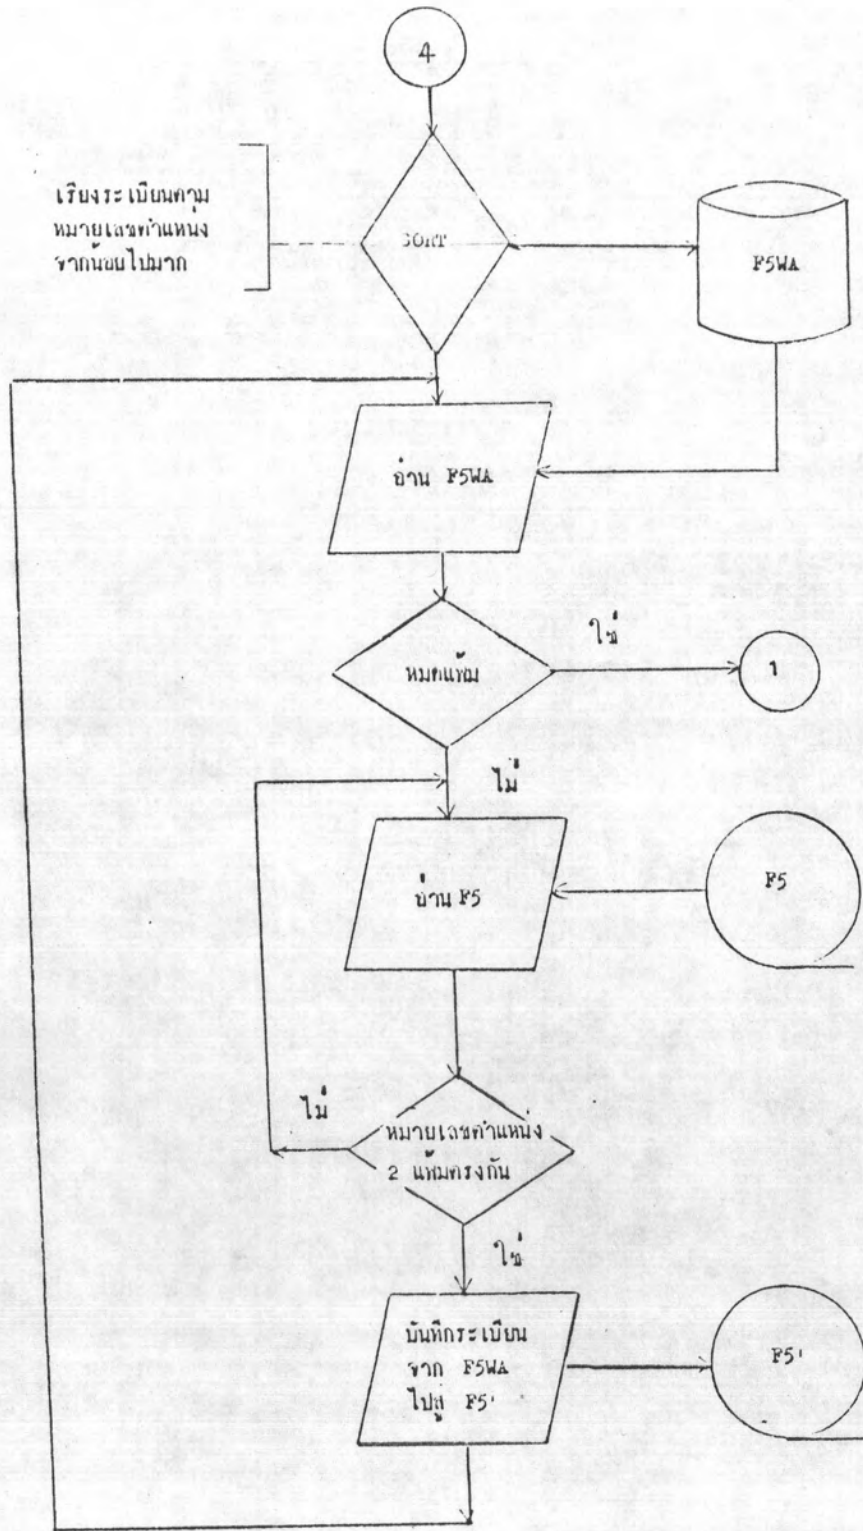 4
เรียงระเบียนตาม
หมายเลขตำแหน่ง
จากน้อยไปมาก
SORT
F5WA
อ่าน F5WA
ใช่
หมดแฟ้ม
1
ไม่
อ่าน F5
F5
ไม่
หมายเลขตำแหน่ง
2 แฟ้มตรงกัน
ใช่
บันทึกระเบียน
จาก F5WA
ไปสู่ F5'
F5'